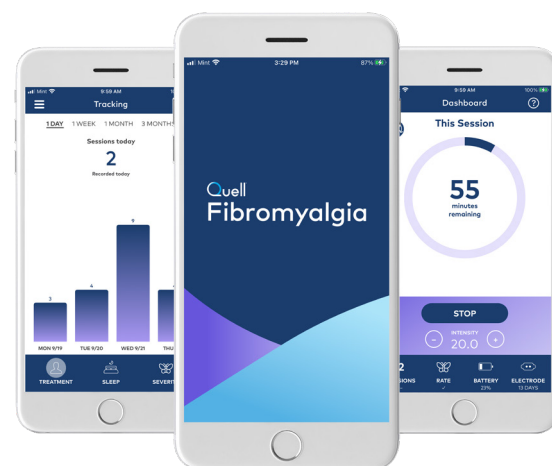 Mint
9:59 AM
Tracking
1 DAY
1 WEEK
1 MONTH
3 MONTHS
Sessions today
2
Recorded today
3
4
9
MON 9/19
TUE 9/20
WED 9/21
TREATMENT
SLEEP
Mint
3:29 PM
87%
Quell
Fibromyalgia
9:59 AM
100%
Dashboard
?
This Session
55
minutes
remaining
STOP
INTENSITY
- 20.0 +
RATE
BATTERY
23%
ELECTRODE
13 DAYS